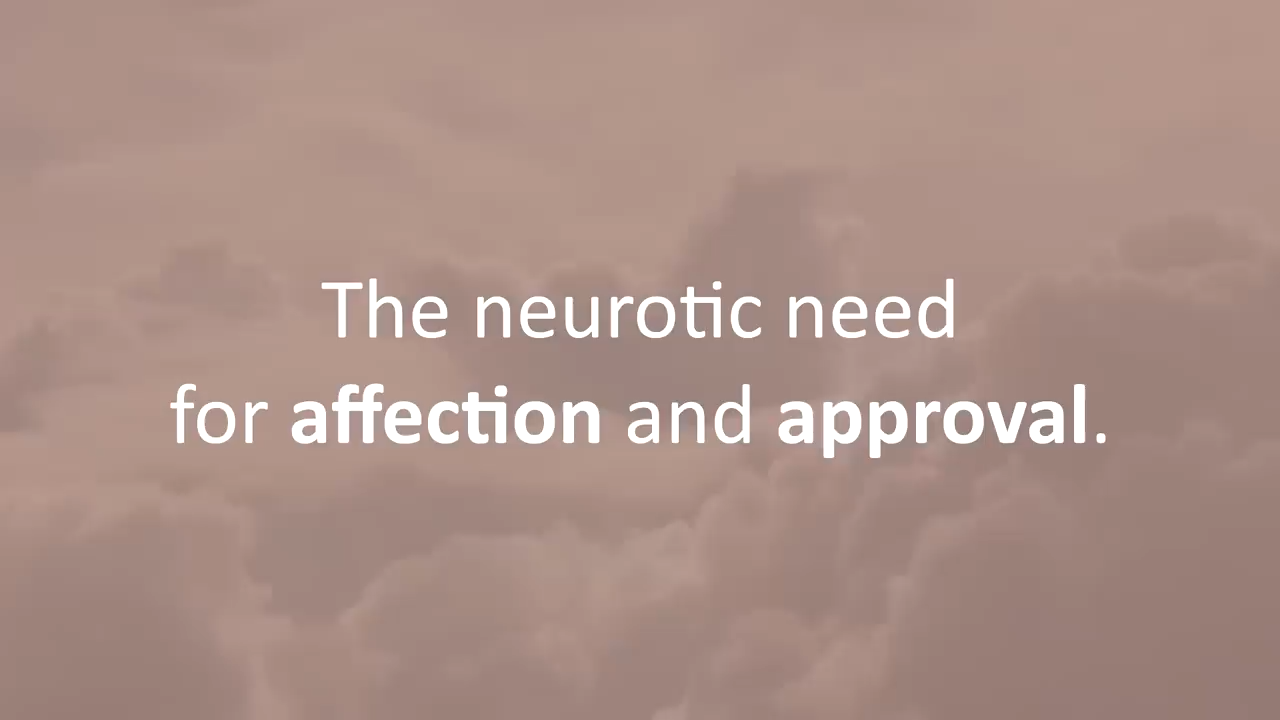 The neurotic need
for affection and approval.